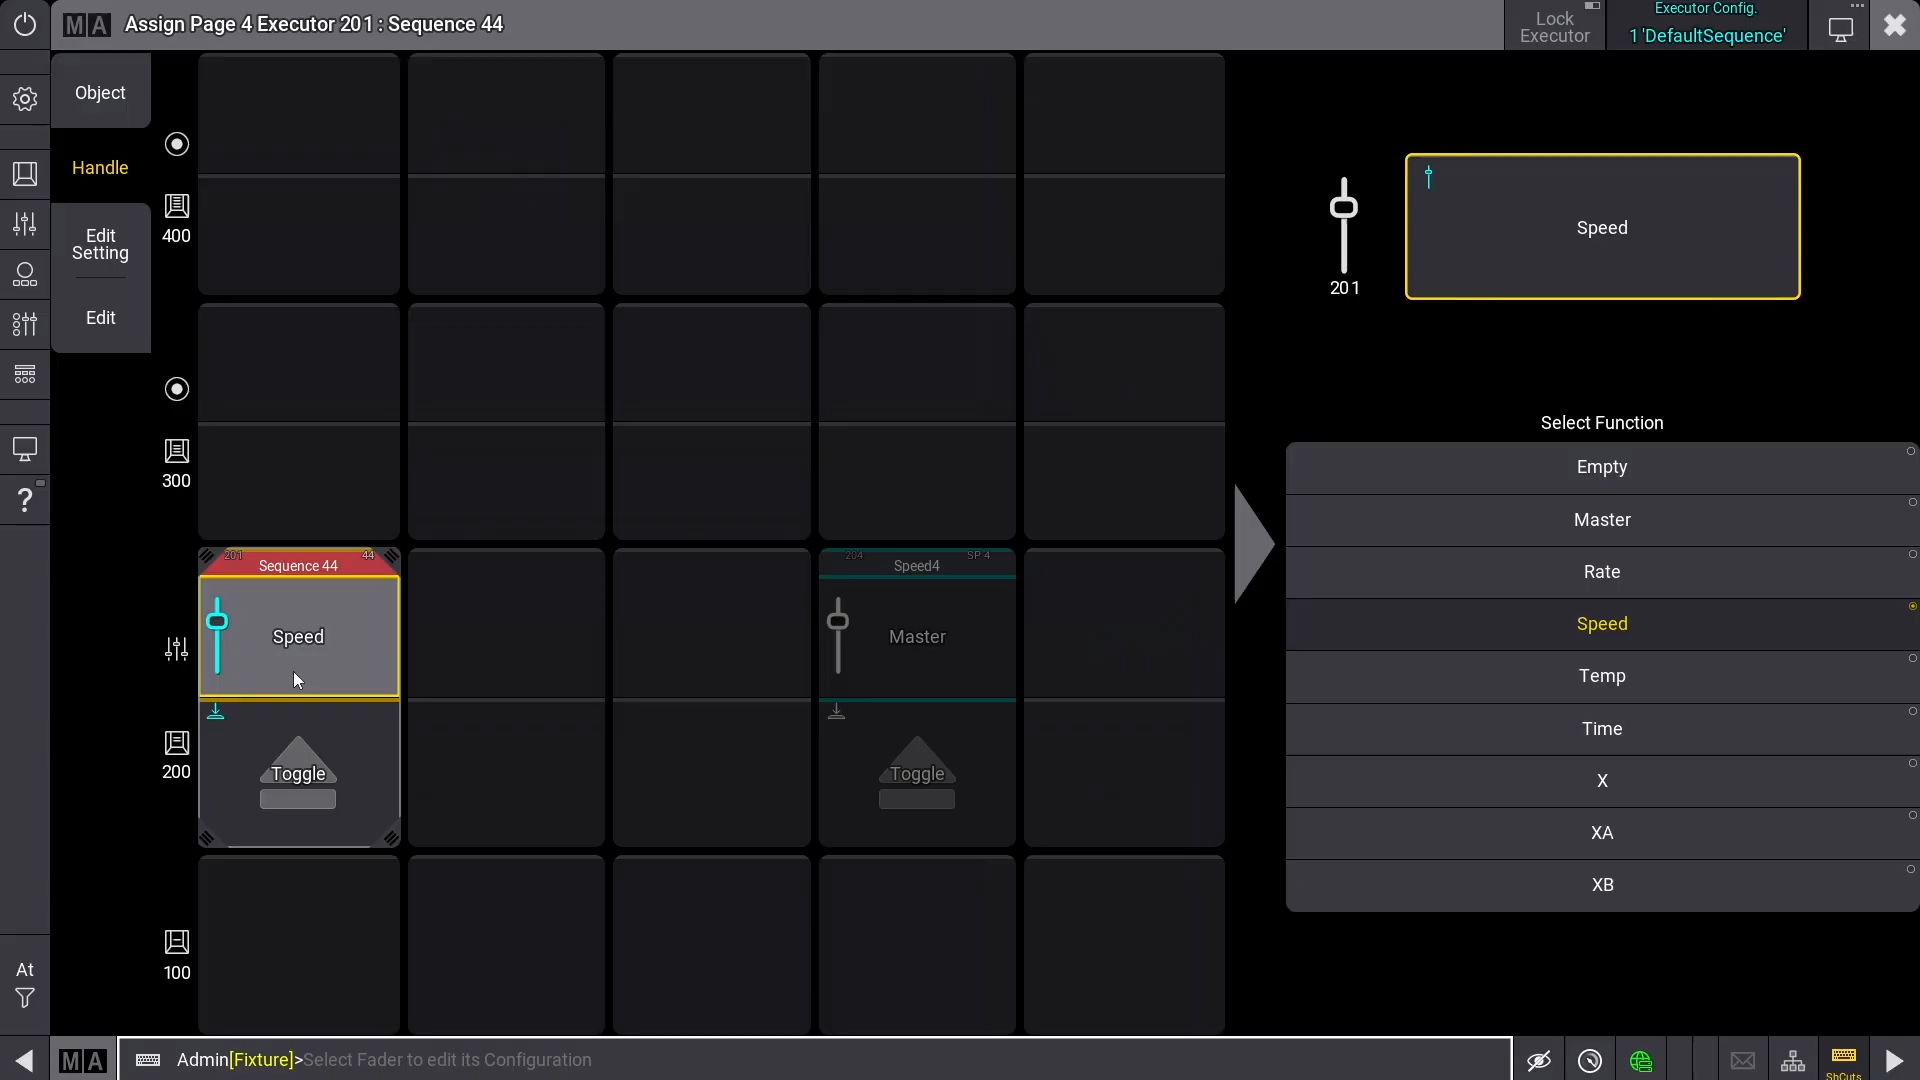 MA Assign Page 4 Executor 201 : Sequence 44
Lock
Executor
Executor Config.
1 'DefaultSequence'
Object
Handle
Edit
Setting
Edit
400
300
200
100
201
Speed
Select Function
Empty
Master
Rate
Speed
Temp
Time
X
XA
XB
201 44
Sequence 44
Speed
Toggle
204 SP 4
Speed4
Master
Toggle
?
At
MA
Admin[Fixture]>Select Fader to edit its Configuration
ShCuts